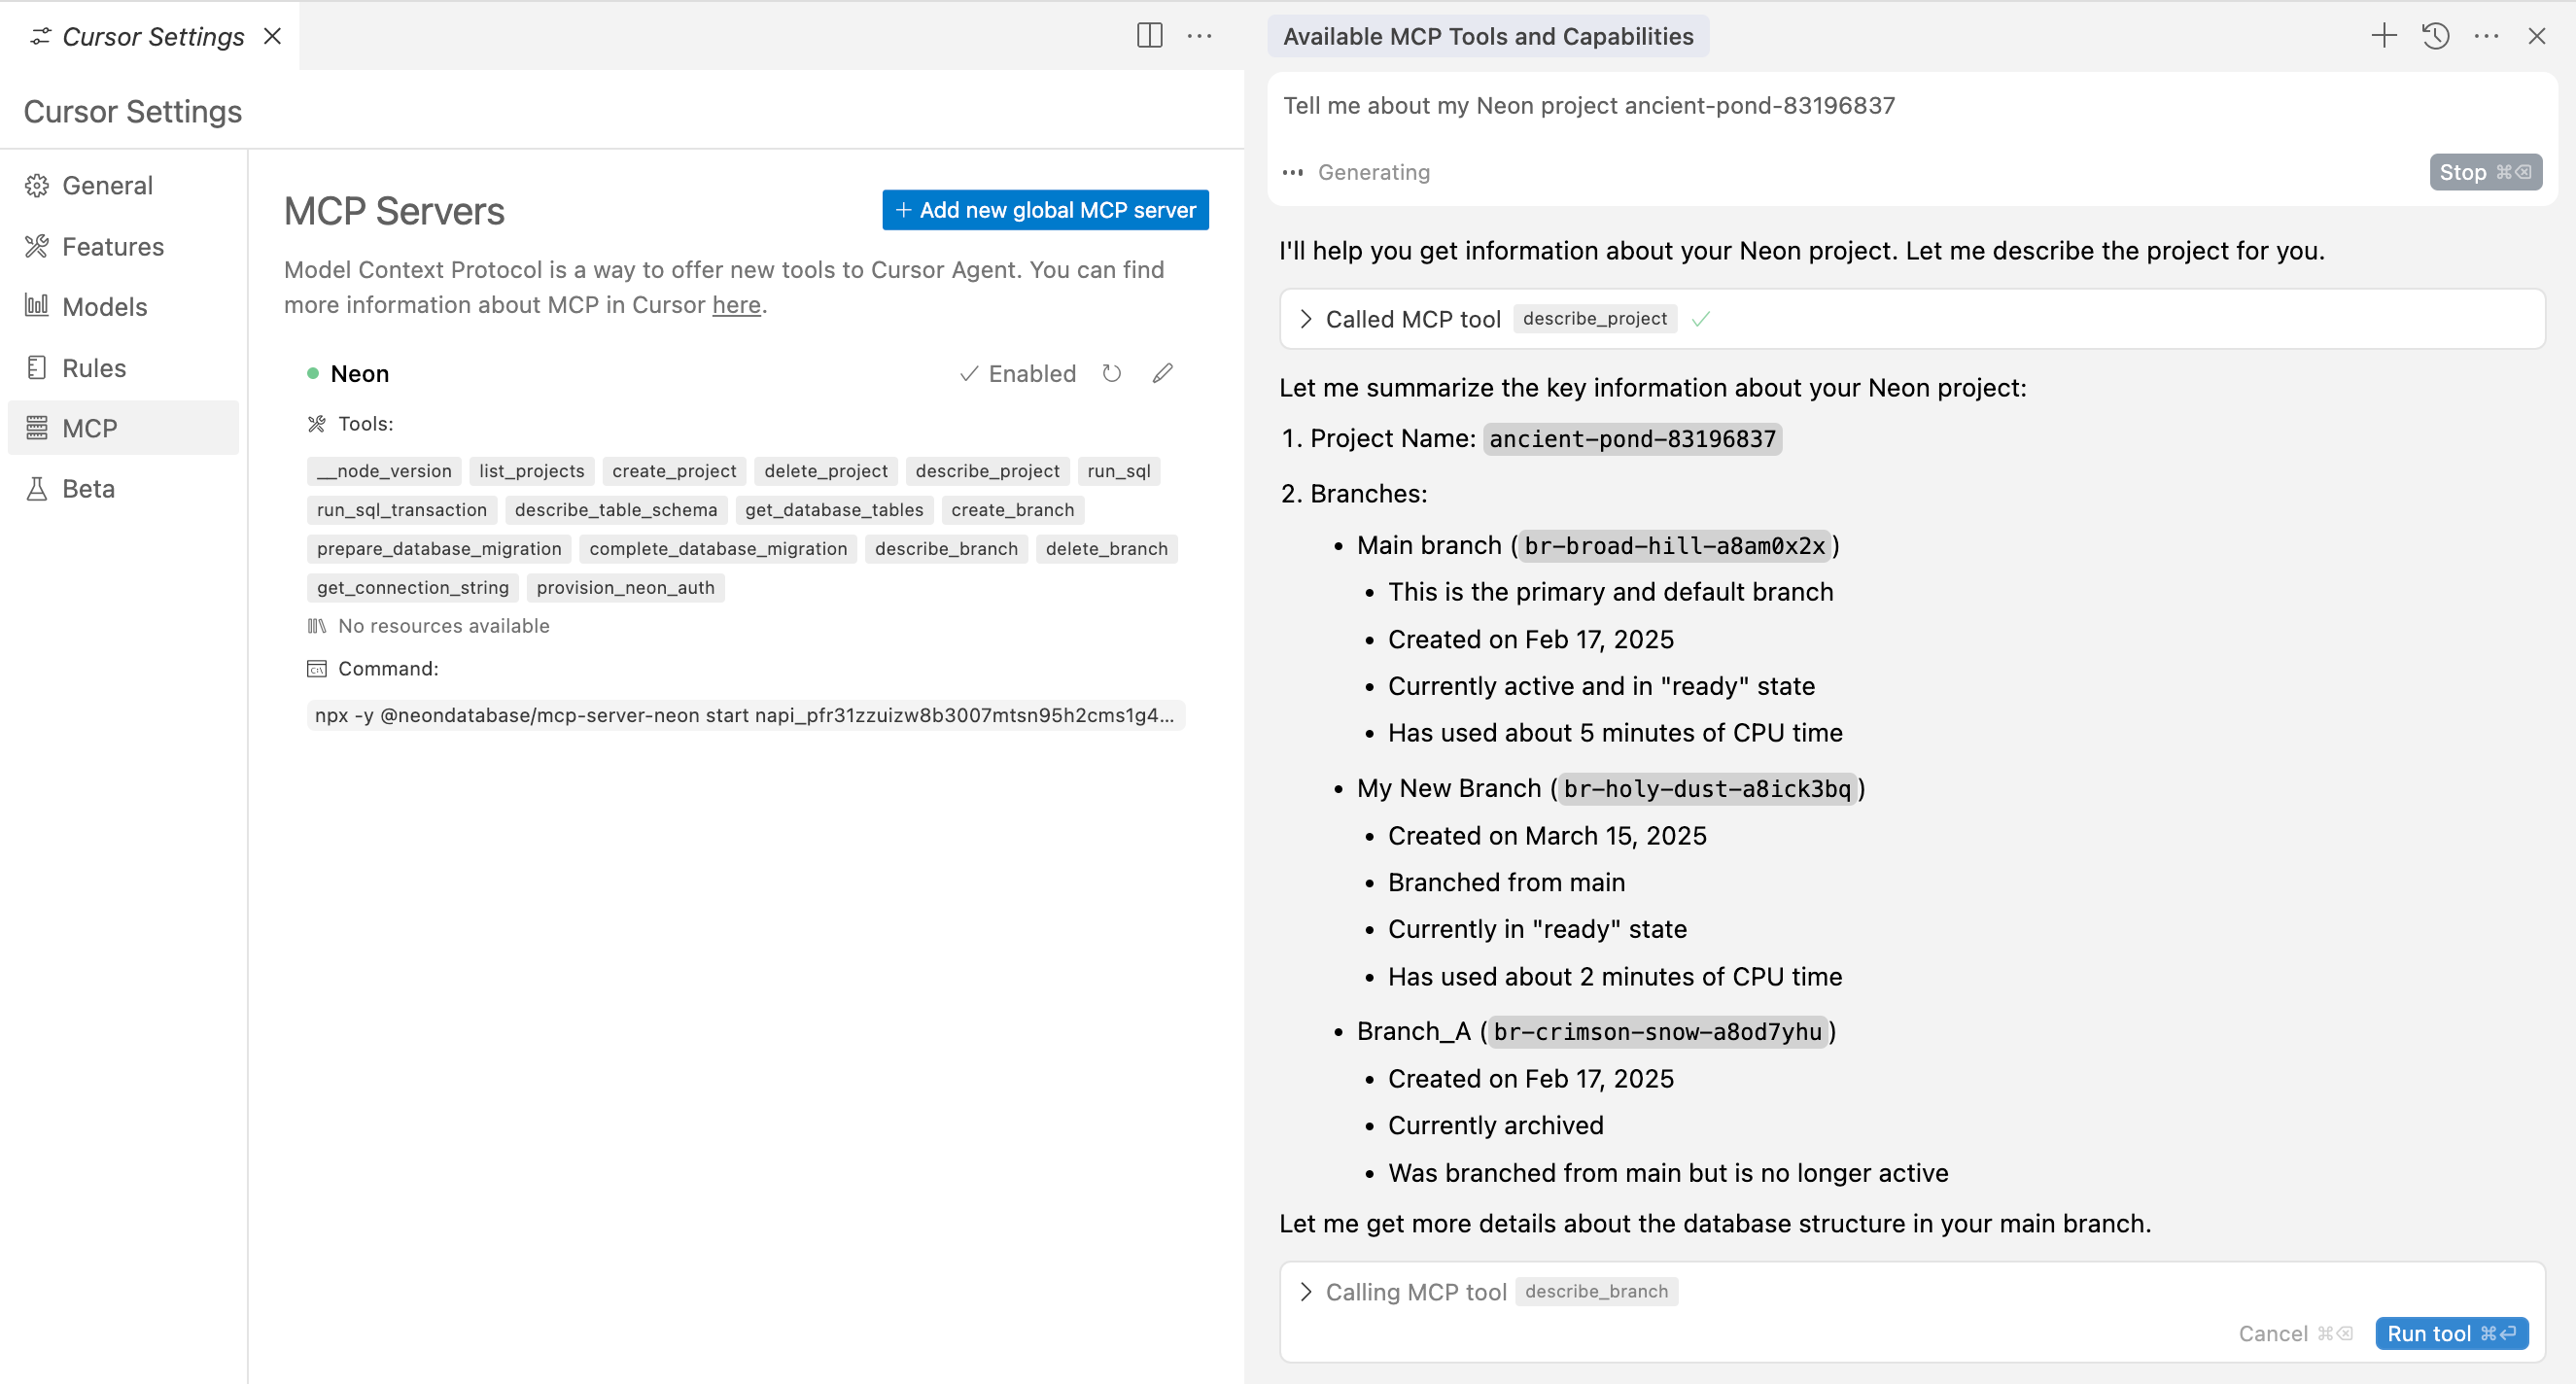 Cursor Settings
Cursor Settings
General
Features
Models
Rules
MCP
Beta
MCP Servers
+ Add new global MCP server
Model Context Protocol is a way to offer new tools to Cursor Agent. You can find
more information about MCP in Cursor here.
Neon
Enabled
Tools:
__node_version list_projects create_project delete_project describe_project run_sql
run_sql_transaction describe_table_schema get_database_tables create_branch
prepare_database_migration complete_database_migration describe_branch delete_branch
get_connection_string provision_neon_auth
No resources available
Command:
npx -y @neondatabase/mcp-server-neon start napi_pfr31zzuizw8b3007mtsn95h2cms1g4...
Available MCP Tools and Capabilities
Tell me about my Neon project ancient-pond-83196837
Generating
Stop ⌘⌫
I'll help you get information about your Neon project. Let me describe the project for you.
Called MCP tool describe_project
Let me summarize the key information about your Neon project:
1. Project Name: ancient-pond-83196837
2. Branches:
• Main branch (br-broad-hill-a8am0x2x)
• This is the primary and default branch
• Created on Feb 17, 2025
• Currently active and in "ready" state
• Has used about 5 minutes of CPU time
• My New Branch (br-holy-dust-a8ick3bq)
• Created on March 15, 2025
• Branched from main
• Currently in "ready" state
• Has used about 2 minutes of CPU time
• Branch_A (br-crimson-snow-a8od7yhu)
• Created on Feb 17, 2025
• Currently archived
• Was branched from main but is no longer active
Let me get more details about the database structure in your main branch.
Calling MCP tool describe_branch
Cancel ⌘⌫ Run tool ⌘↩